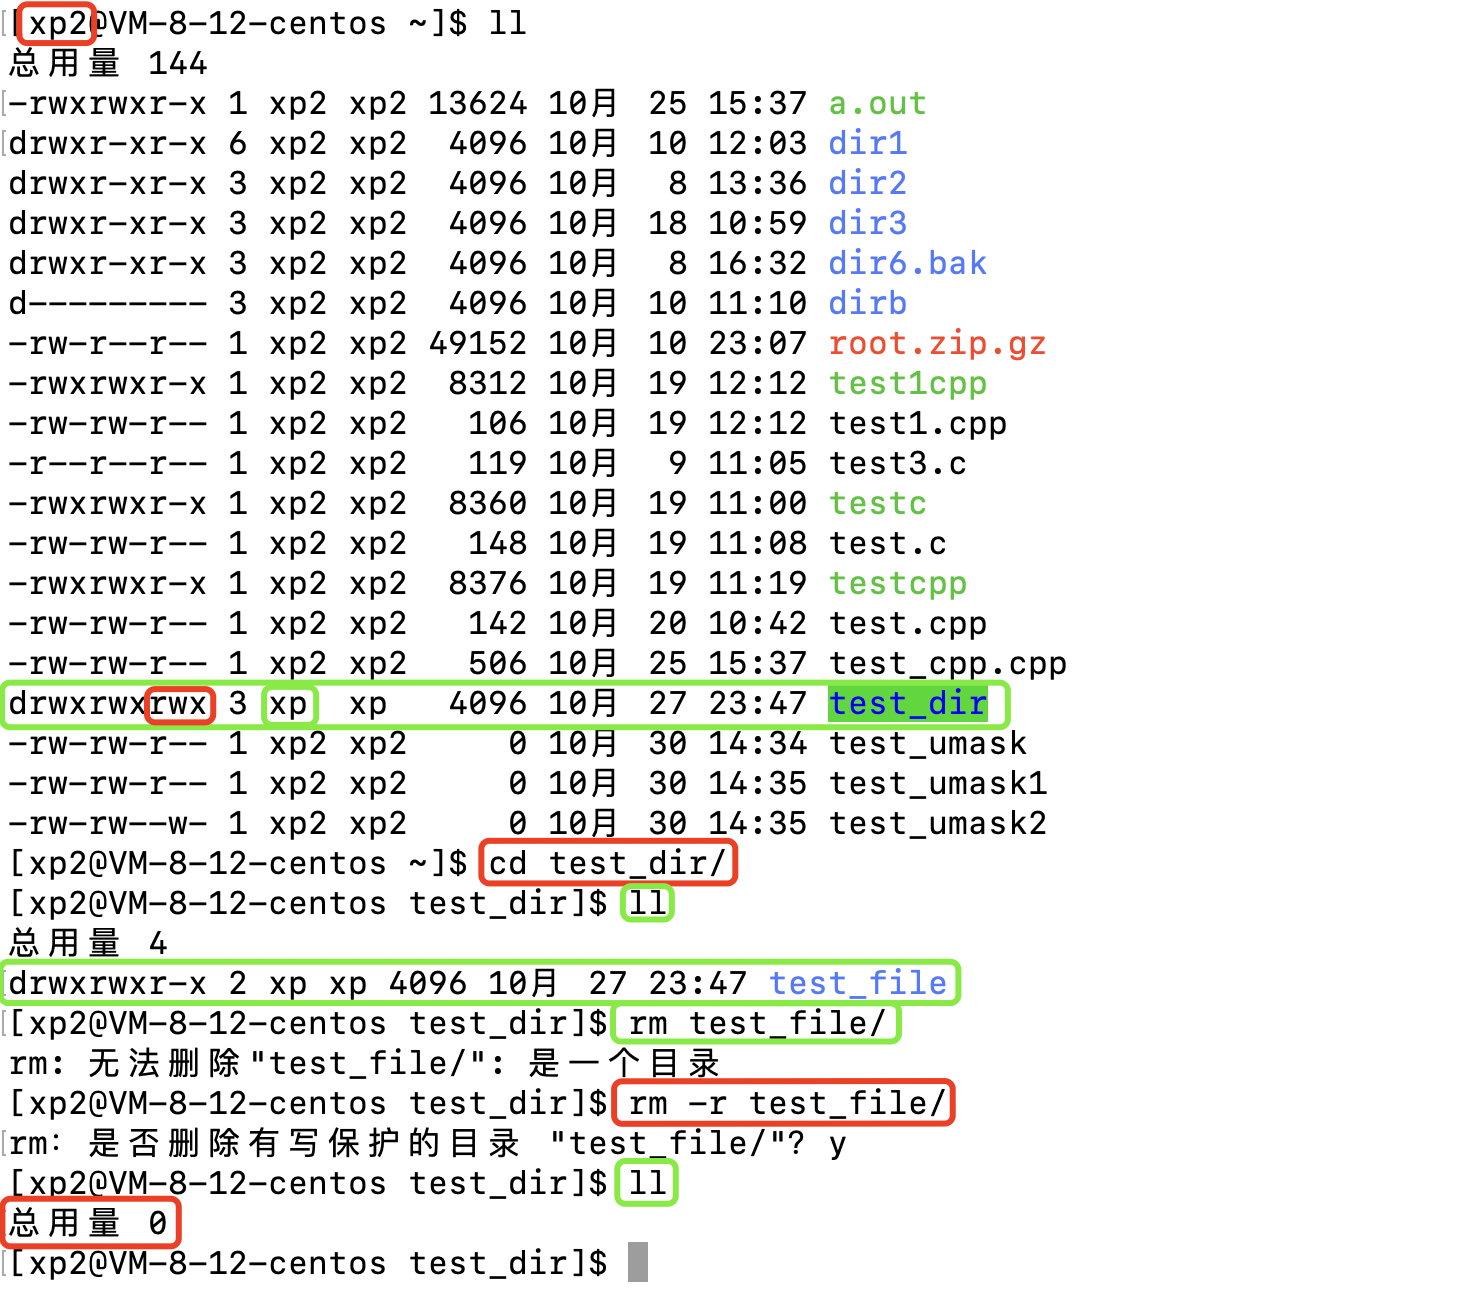 [xp2@VM-8-12-centos ~]$ ll
总用量 144
-rwxrwxr-x 1 xp2 xp2 13624 10月  25 15:37 a.out
drwxr-xr-x 6 xp2 xp2  4096 10月  10 12:03 dir1
drwxr-xr-x 3 xp2 xp2  4096 10月   8 13:36 dir2
drwxr-xr-x 3 xp2 xp2  4096 10月  18 10:59 dir3
drwxr-xr-x 3 xp2 xp2  4096 10月   8 16:32 dir6.bak
d--------- 3 xp2 xp2  4096 10月  10 11:10 dirb
-rw-r--r-- 1 xp2 xp2 49152 10月  10 23:07 root.zip.gz
-rwxrwxr-x 1 xp2 xp2  8312 10月  19 12:12 test1cpp
-rw-rw-r-- 1 xp2 xp2   106 10月  19 12:12 test1.cpp
-r--r--r-- 1 xp2 xp2   119 10月   9 11:05 test3.c
-rwxrwxr-x 1 xp2 xp2  8360 10月  19 11:00 testc
-rw-rw-r-- 1 xp2 xp2   148 10月  19 11:08 test.c
-rwxrwxr-x 1 xp2 xp2  8376 10月  19 11:19 testcpp
-rw-rw-r-- 1 xp2 xp2   142 10月  20 10:42 test.cpp
-rw-rw-r-- 1 xp2 xp2   506 10月  25 15:37 test_cpp.cpp
drwxrwxrwx 3 xp  xp   4096 10月  27 23:47 test_dir
-rw-rw-r-- 1 xp2 xp2     0 10月  30 14:34 test_umask
-rw-rw-r-- 1 xp2 xp2     0 10月  30 14:35 test_umask1
-rw-rw--w- 1 xp2 xp2     0 10月  30 14:35 test_umask2
[xp2@VM-8-12-centos ~]$ cd test_dir/
[xp2@VM-8-12-centos test_dir]$ ll
总用量 4
drwxrwxr-x 2 xp xp 4096 10月  27 23:47 test_file
[xp2@VM-8-12-centos test_dir]$ rm test_file/
rm: 无法删除"test_file/": 是一个目录
[xp2@VM-8-12-centos test_dir]$ rm -r test_file/
rm：是否删除有写保护的目录 "test_file/"? y
[xp2@VM-8-12-centos test_dir]$ ll
总用量 0
[xp2@VM-8-12-centos test_dir]$